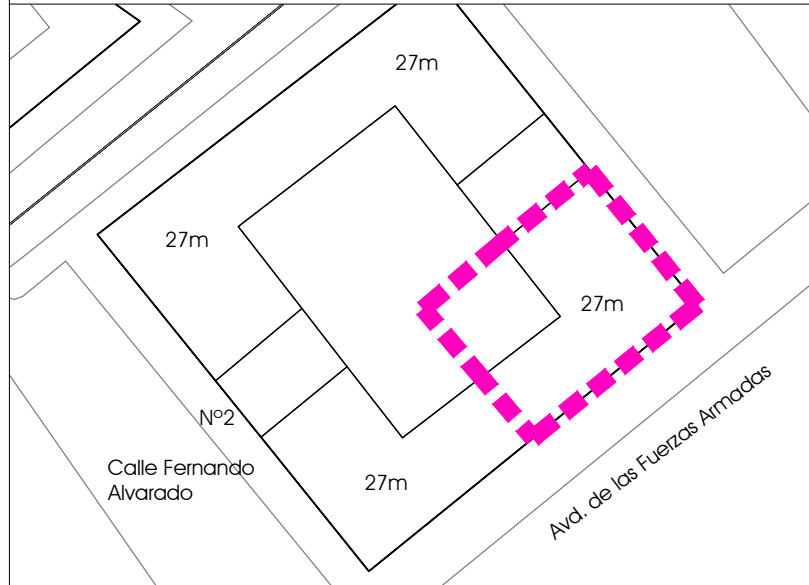 27m
27m
27m
Nº2
Calle Fernando
Alvarado
27m
Avd. de las Fuerzas Armadas